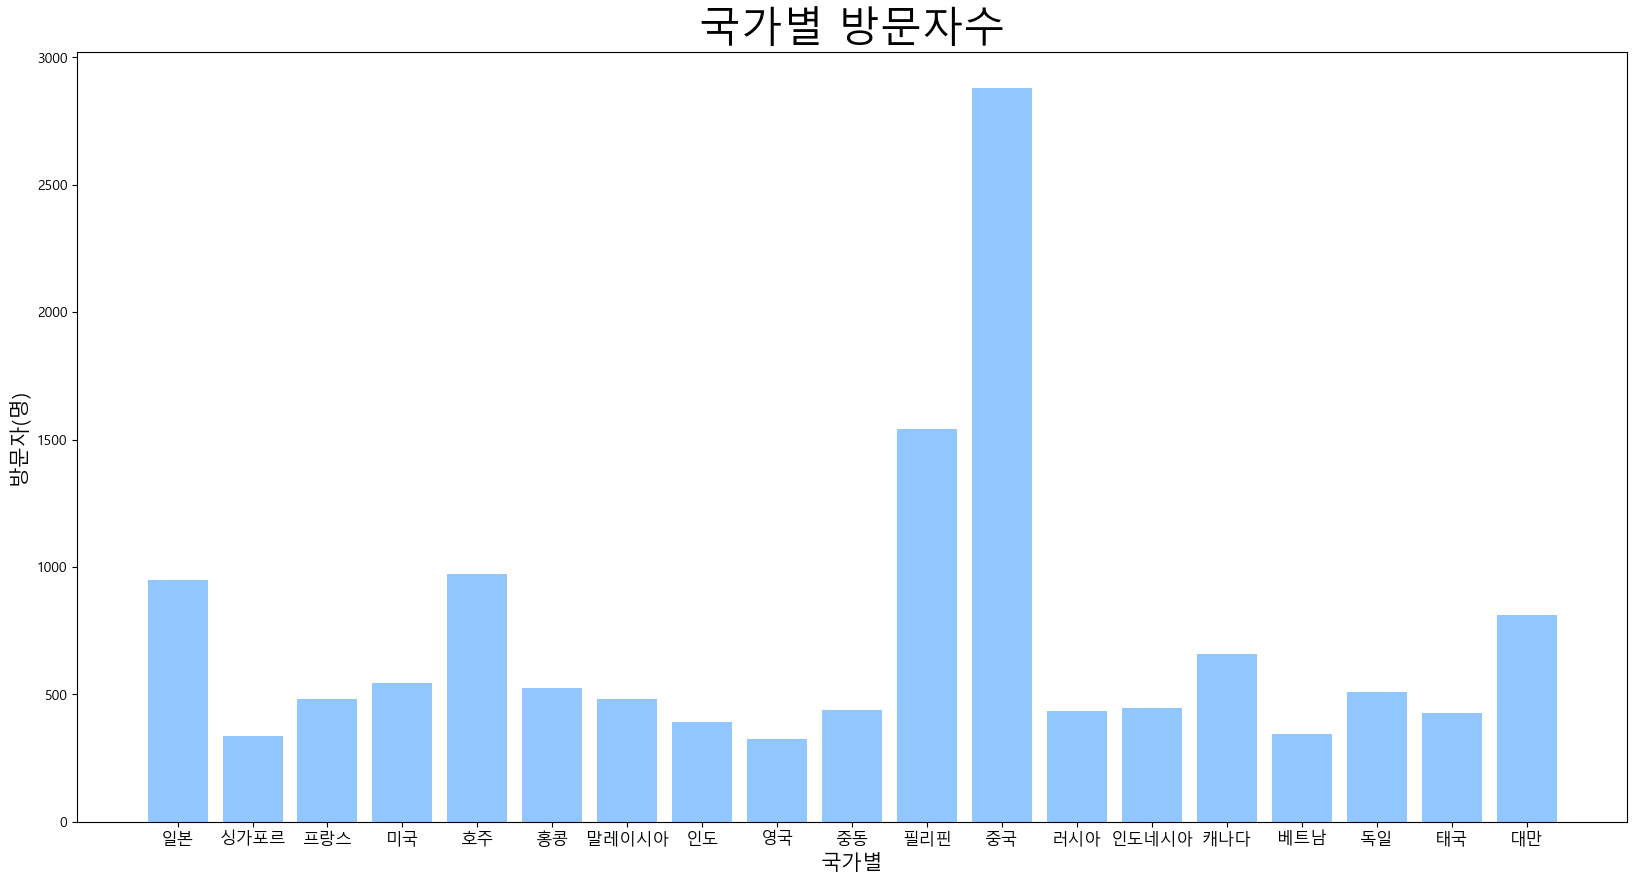 국가별 방문자수
3000
2500
2000
1500
1000
500
0
방문자(명)
일본 싱가포르 프랑스 미국 호주 홍콩 말레이시아 인도 영국 중동 필리핀 중국 러시아 인도네시아 캐나다 베트남 독일 태국 대만
국가별